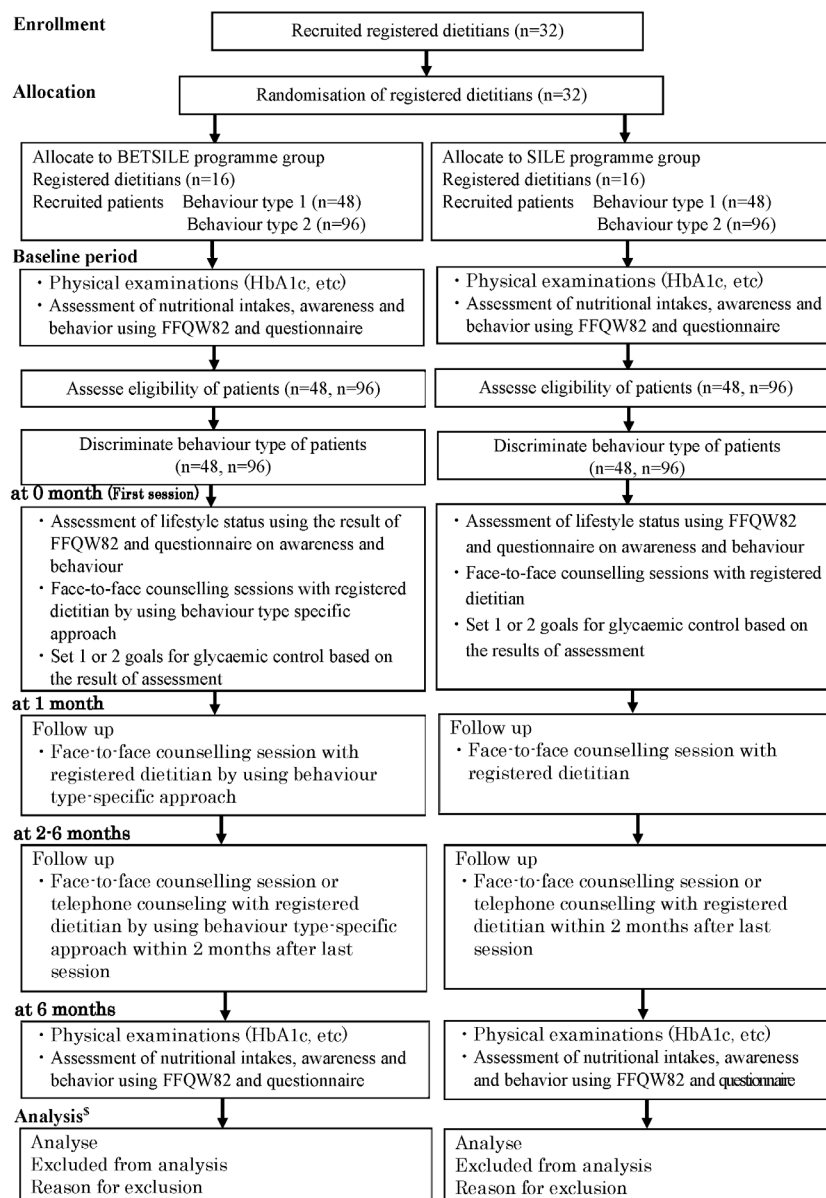 Enrollment
Recruited registered dietitians (n=32)
Allocation
Randomisation of registered dietitians (n=32)
Allocate to BETSILE programme group
Registered dietitians (n=16)
Recruited patients Behaviour type 1 (n=48)
Behaviour type 2 (n=96)
Allocate to SILE programme group
Registered dietitians (n=16)
Recruited patients Behaviour type 1 (n=48)
Behaviour type 2 (n=96)
Baseline period
・Physical examinations (HbA1c, etc)
・Assessment of nutritional intakes, awareness and
behavior using FFQW82 and questionnaire
・Physical examinations (HbA1c, etc)
・Assessment of nutritional intakes, awareness and
behavior using FFQW82 and questionnaire
Assesse eligibility of patients (n=48, n=96)
Assesse eligibility of patients (n=48, n=96)
Discriminate behaviour type of patients
(n=48, n=96)
Discriminate behaviour type of patients
(n=48, n=96)
at 0 month (First session)
・Assessment of lifestyle status using the result of
FFQW82 and questionnaire on awareness and
behaviour
・Face-to-face counselling sessions with registered
dietitian by using behaviour type specific
approach
・Set 1 or 2 goals for glycaemic control based on
the result of assessment
・Assessment of lifestyle status using FFQW82
and questionnaire on awareness and behaviour
・Face-to-face counselling sessions with registered
dietitian
・Set 1 or 2 goals for glycaemic control based on
the results of assessment
at 1 month
Follow up
・Face-to-face counselling session with
registered dietitian by using behaviour
type-specific approach
Follow up
・Face-to-face counselling session with
registered dietitian
at 2-6 months
Follow up
・Face-to-face counselling session or
telephone counseling with registered
dietitian by using behaviour type-specific
approach within 2 months after last
session
Follow up
・Face-to-face counselling session or
telephone counselling with registered
dietitian within 2 months after last
session
at 6 months
・Physical examinations (HbA1c, etc)
・Assessment of nutritional intakes, awareness and
behavior using FFQW82 and questionnaire
・Physical examinations (HbA1c, etc)
・Assessment of nutritional intakes, awareness
and behavior using FFQW82 and questionnaire
Analysis$
Analyse
Excluded from analysis
Reason for exclusion
Analyse
Excluded from analysis
Reason for exclusion